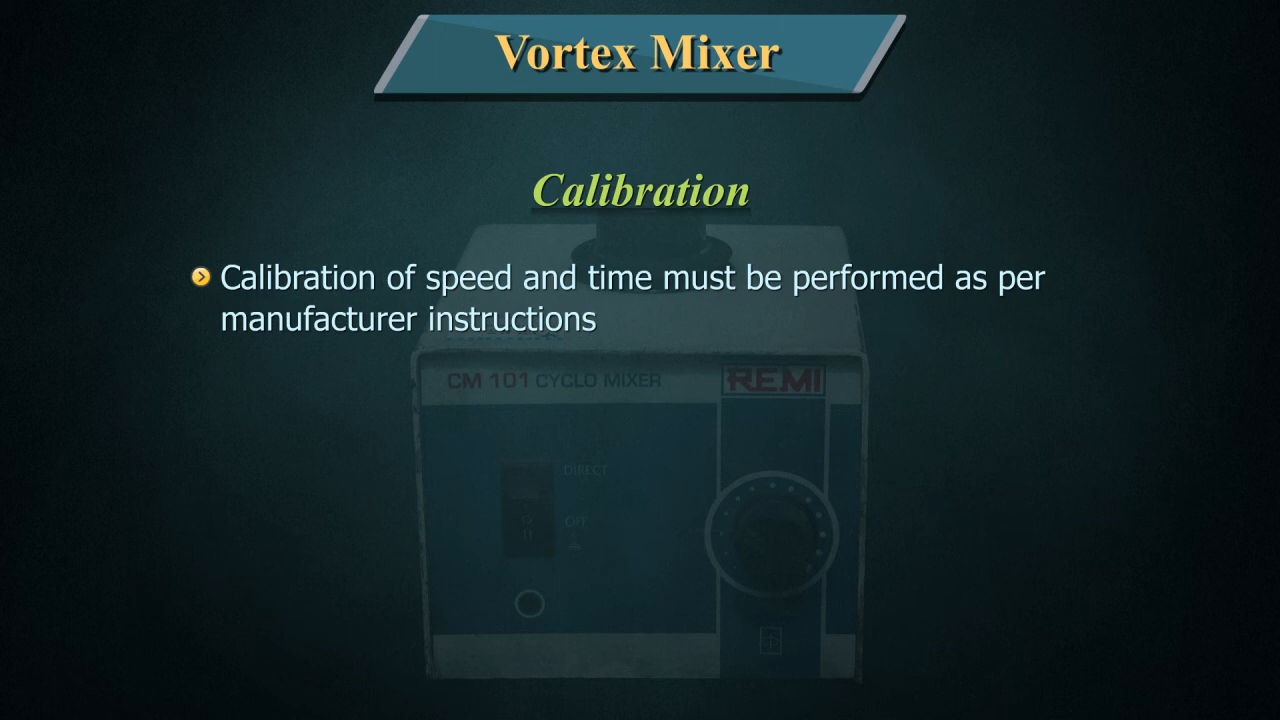 Vortex Mixer
Calibration
Calibration of speed and time must be performed as per
manufacturer instructions
CM 101 CYCLO MIXER
REMI
DIRECT
OFF